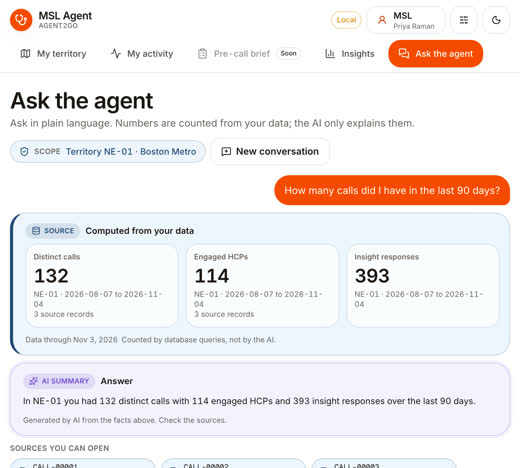 MSL Agent
AGENT2GO
Local
MSL
Priya Raman
My territory
My activity
Pre-call brief
Soon
Insights
Ask the agent
Ask the agent
Ask in plain language. Numbers are counted from your data; the AI only explains them.
SCOPE Territory NE-01 · Boston Metro
New conversation
How many calls did I have in the last 90 days?
SOURCE
Computed from your data
Distinct calls
132
NE-01 · 2026-08-07 to 2026-11-
04
3 source records
Engaged HCPs
114
NE-01 · 2026-08-07 to 2026-11-
04
3 source records
Insight responses
393
NE-01 · 2026-08-07 to 2026-11-
04
Data through Nov 3, 2026 Counted by database queries, not by the AI.
AI SUMMARY
Answer
In NE-01 you had 132 distinct calls with 114 engaged HCPs and 393 insight responses over the last 90 days.
Generated by AI from the facts above. Check the sources.
SOURCES YOU CAN OPEN
CALL-00001
CALL-00002
CALL-00003